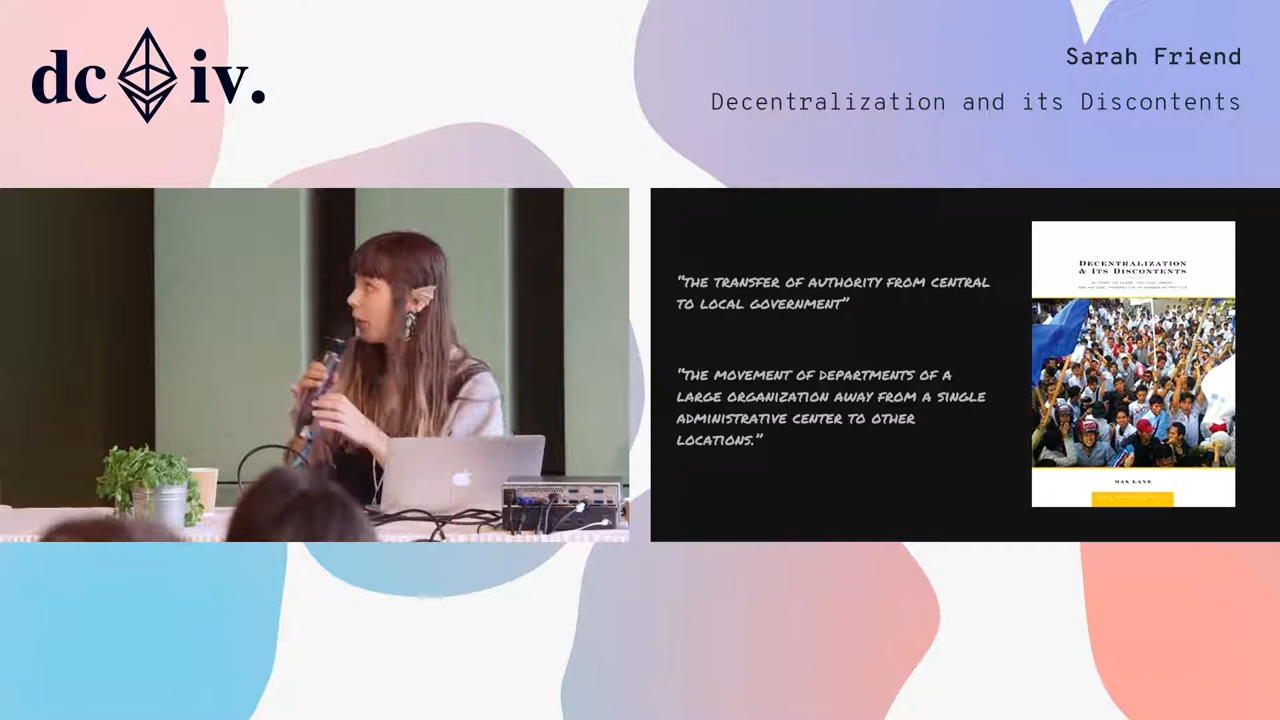 dc iv.
Sarah Friend
Decentralization and its Discontents
"THE TRANSFER OF AUTHORITY FROM CENTRAL
TO LOCAL GOVERNMENT"
"THE MOVEMENT OF DEPARTMENTS OF A
LARGE ORGANIZATION AWAY FROM A SINGLE
ADMINISTRATIVE CENTER TO OTHER
LOCATIONS."
DECENTRALIZATION
& ITS DISCONTENTS
MAX LANE